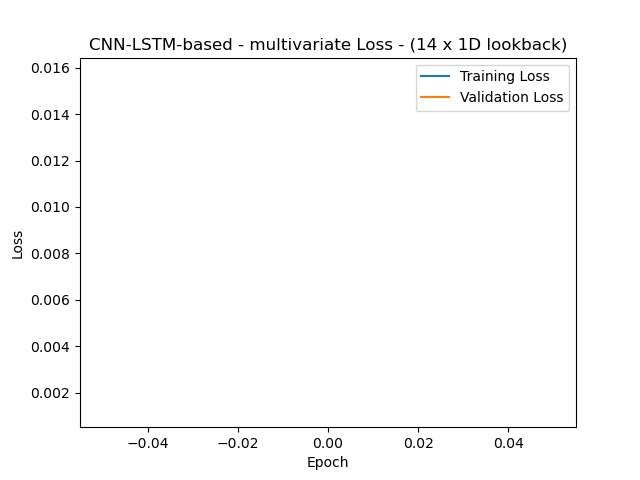 CNN-LSTM-based - multivariate Loss - (14 x 1D lookback)
Training Loss
Validation Loss
0.016
0.014
0.012
0.010
0.008
0.006
0.004
0.002
Loss
−0.04 −0.02 0.00 0.02 0.04
Epoch